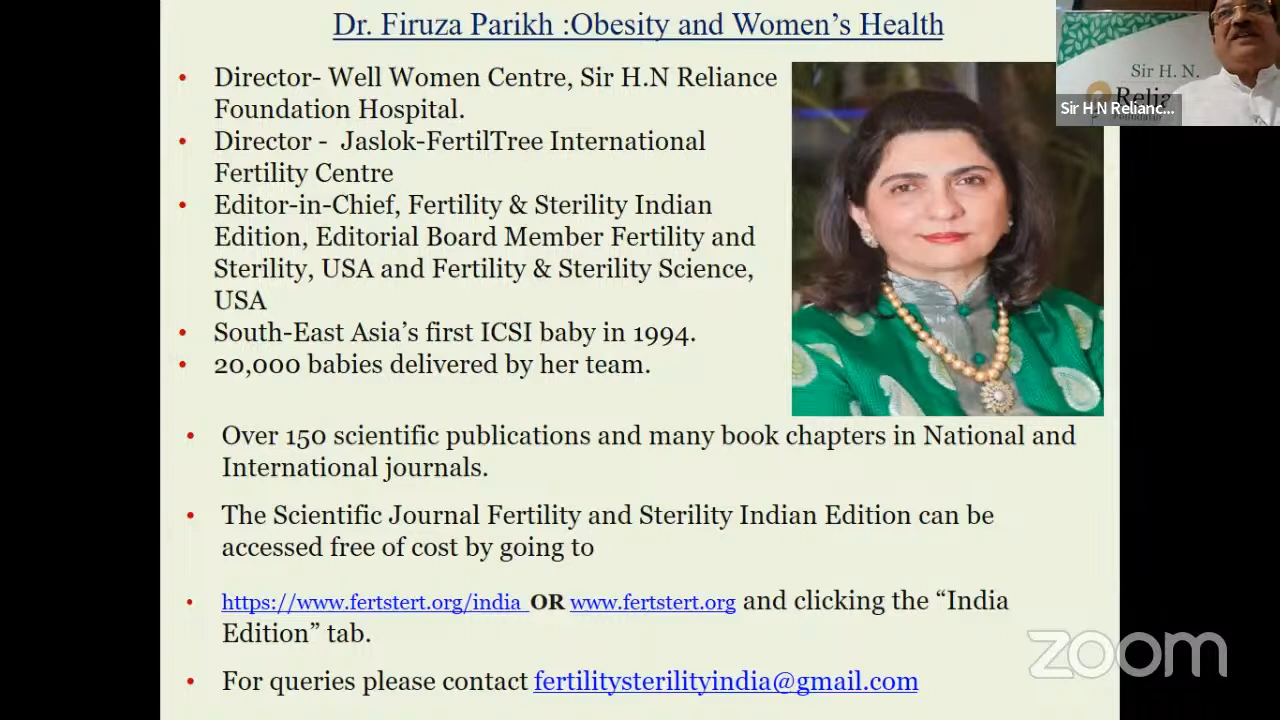 Dr. Firuza Parikh :Obesity and Women’s Health
Sir H. N.
Relia
Foundatio
Sir H.N Relianc...
• Director- Well Women Centre, Sir H.N Reliance
Foundation Hospital.
• Director - Jaslok-FertilTree International
Fertility Centre
• Editor-in-Chief, Fertility & Sterility Indian
Edition, Editorial Board Member Fertility and
Sterility, USA and Fertility & Sterility Science,
USA
• South-East Asia’s first ICSI baby in 1994.
• 20,000 babies delivered by her team.
• Over 150 scientific publications and many book chapters in National and
International journals.
• The Scientific Journal Fertility and Sterility Indian Edition can be
accessed free of cost by going to
• https://www.fertstert.org/india OR www.fertstert.org and clicking the “India
Edition” tab.
• For queries please contact fertilitysterilityindia@gmail.com
zoom